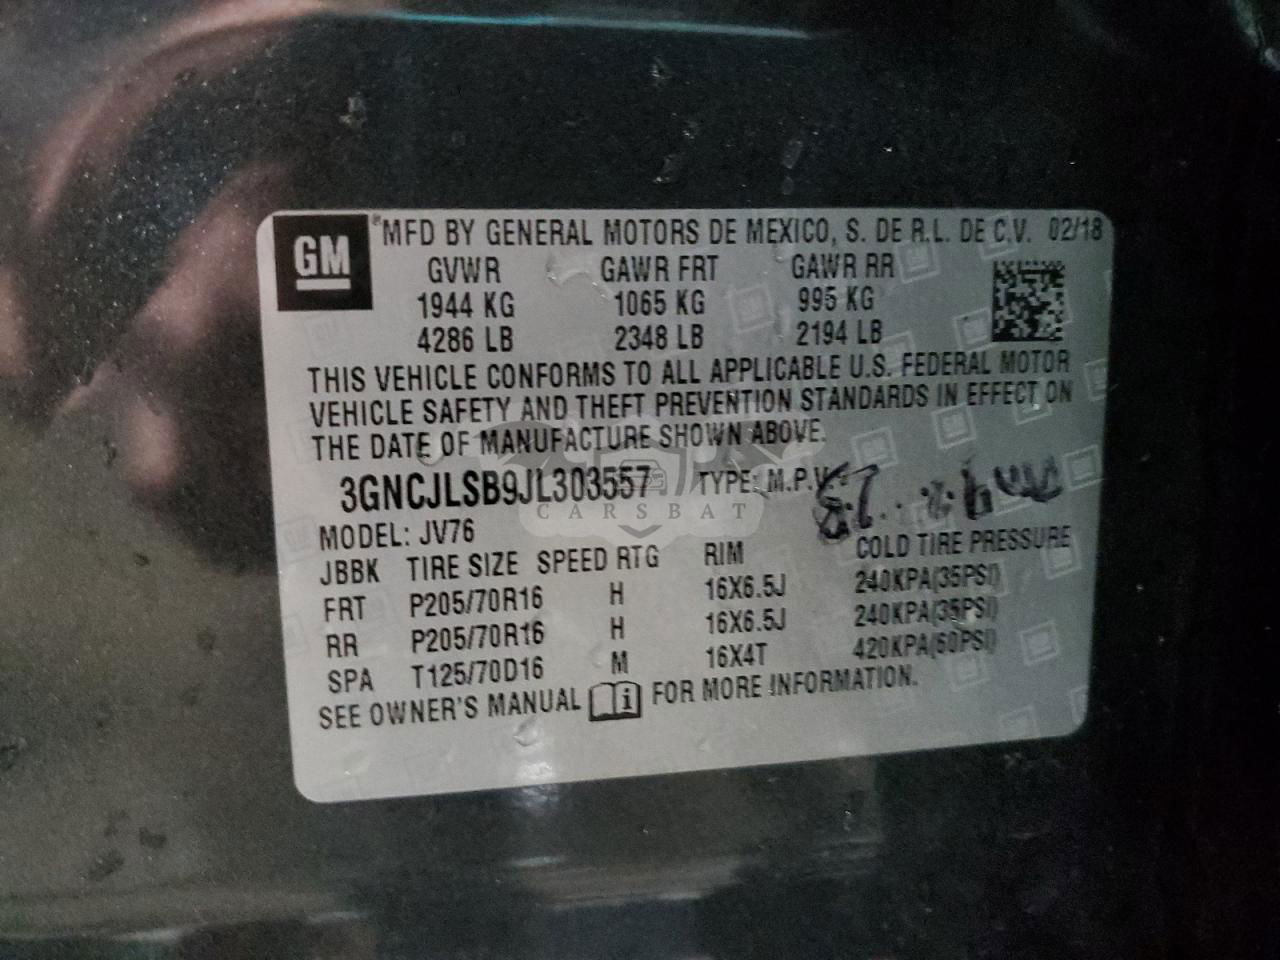 GM
MFD BY GENERAL MOTORS DE MEXICO, S. DE R.L. DE C.V. 02/18
GVWR GAWR FRT GAWR RR
1944 KG 1065 KG 995 KG
4286 LB 2348 LB 2194 LB
THIS VEHICLE CONFORMS TO ALL APPLICABLE U.S. FEDERAL MOTOR
VEHICLE SAFETY AND THEFT PREVENTION STANDARDS IN EFFECT ON
THE DATE OF MANUFACTURE SHOWN ABOVE.
3GNCJLSB9JL303557 TYPE: M.P.V.
CARSBAT
MODEL: JV76
JBBK TIRE SIZE SPEED RTG RIM COLD TIRE PRESSURE
FRT P205/70R16 H 16X6.5J 240KPA(35PSI)
RR P205/70R16 H 16X6.5J 240KPA(35PSI)
SPA T125/70D16 M 16X4T 420KPA(60PSI)
SEE OWNER'S MANUAL FOR MORE INFORMATION.